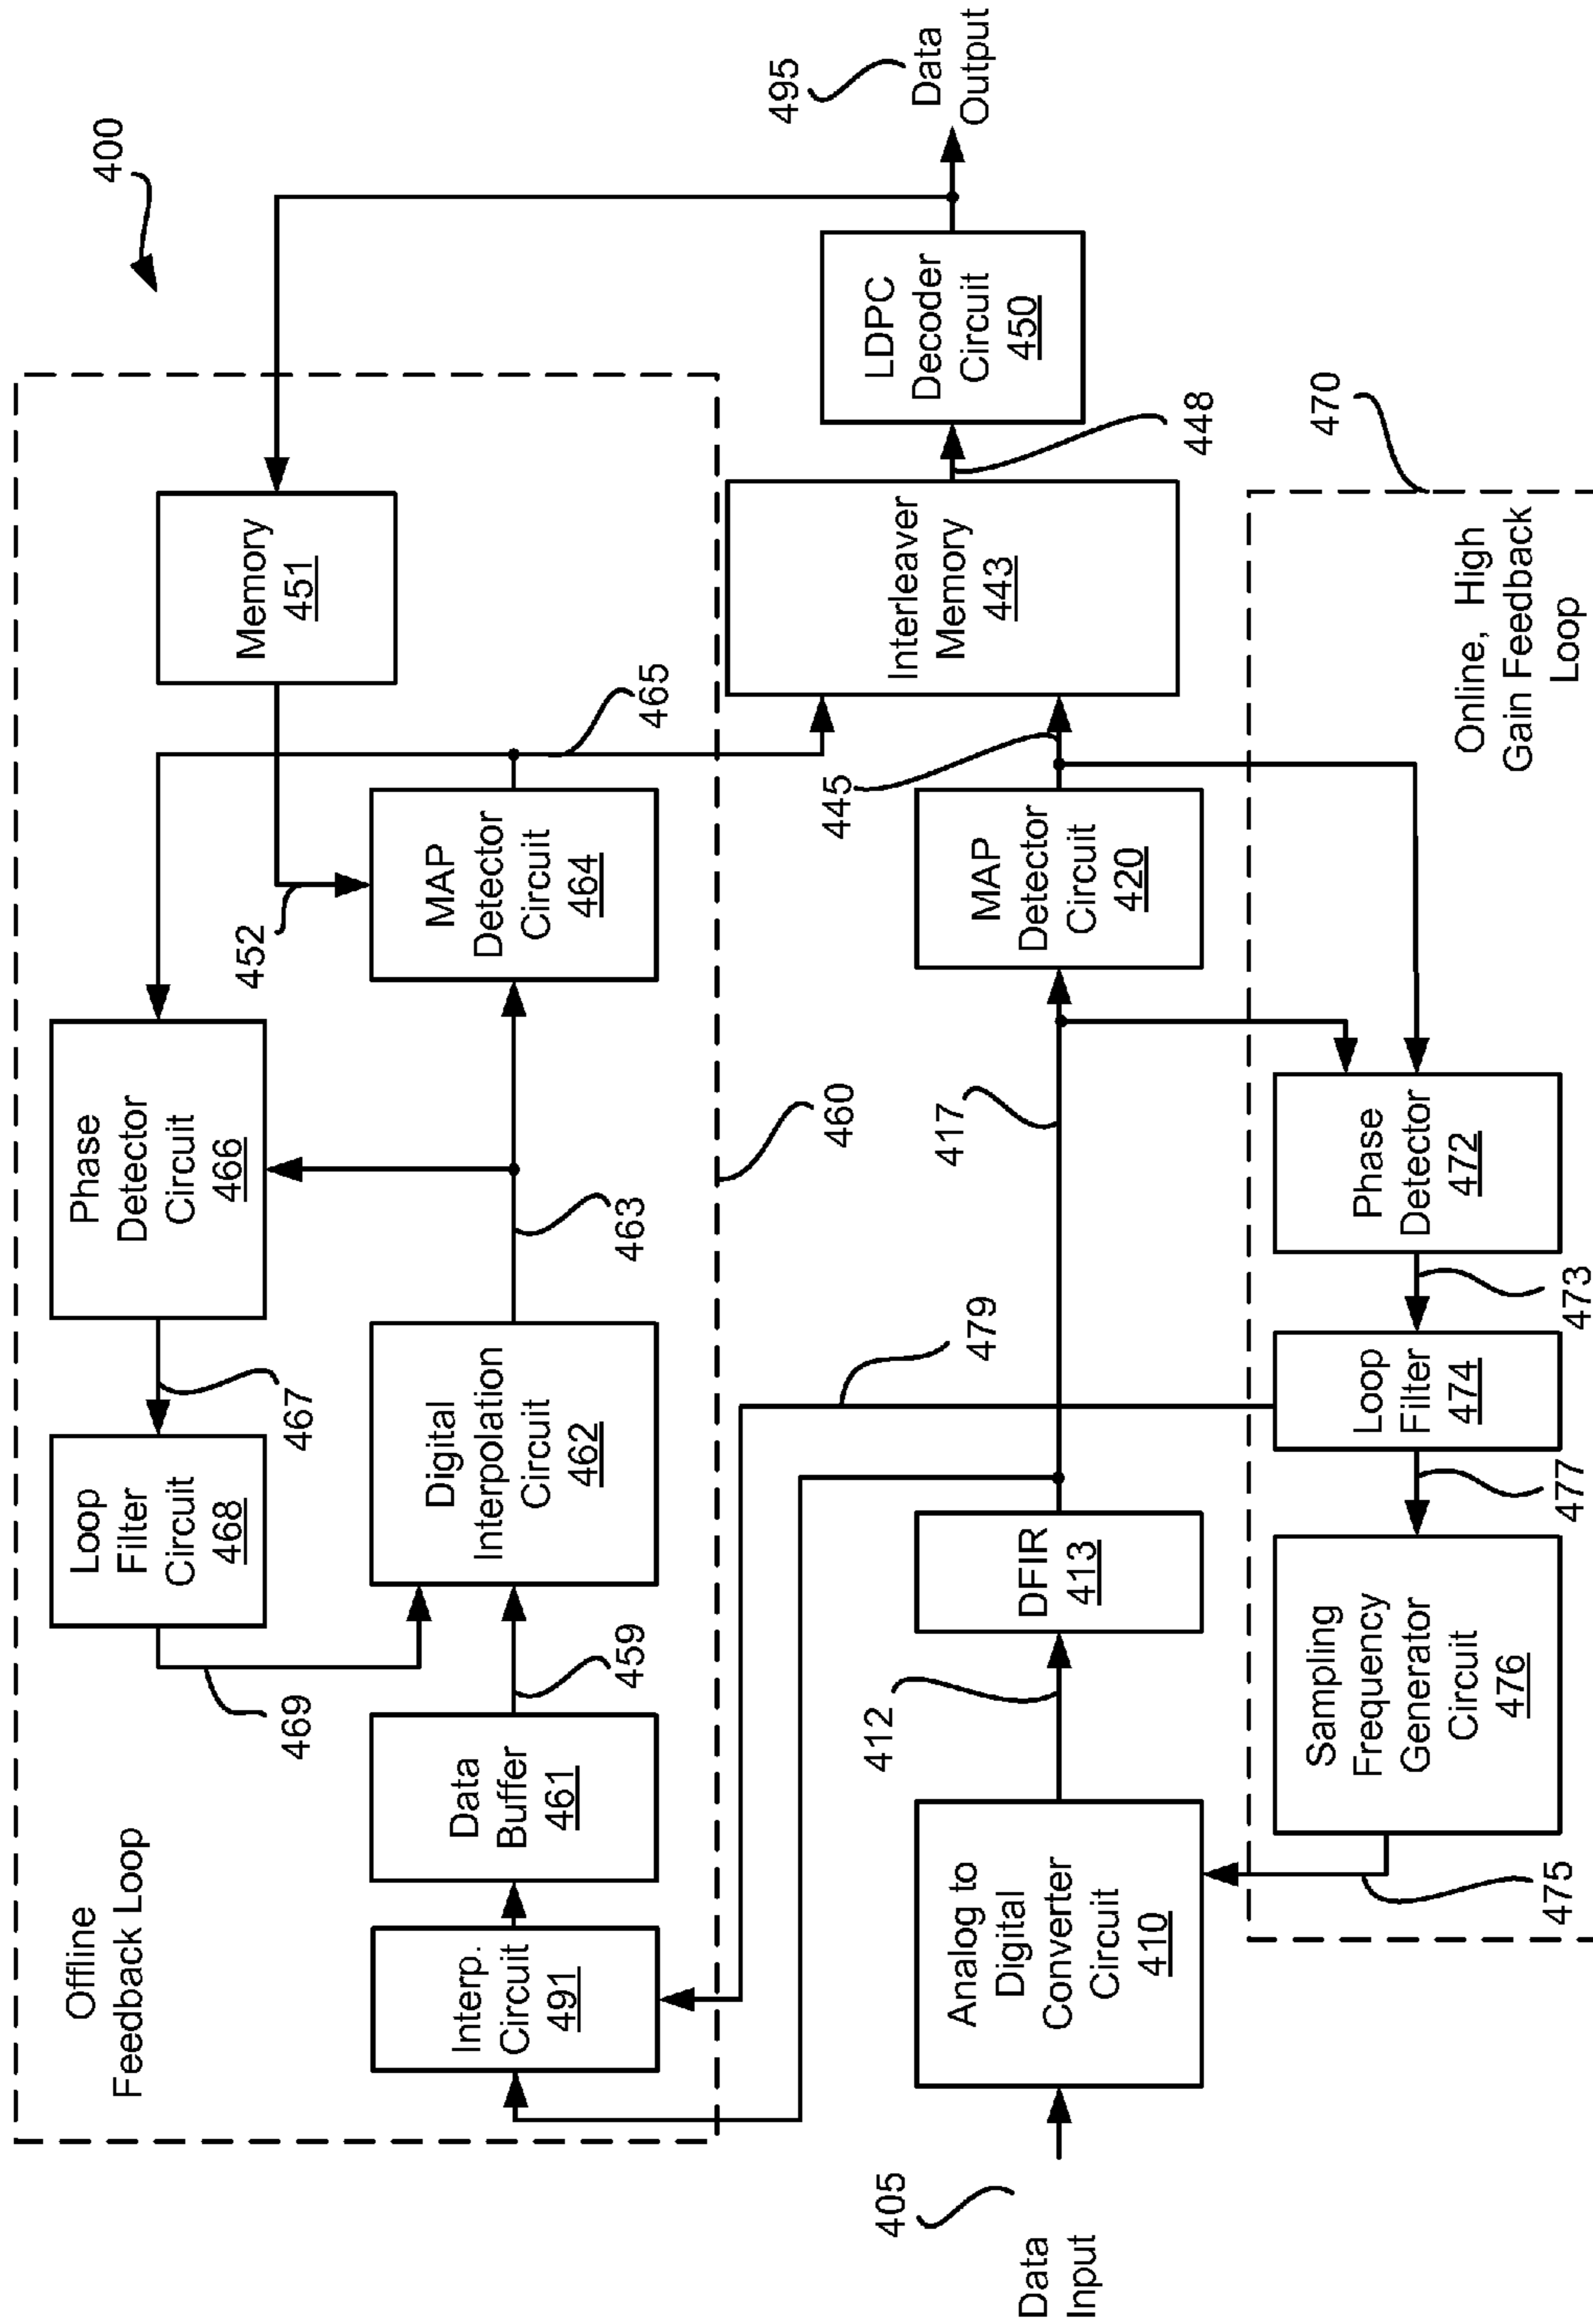 400
Offline
Feedback Loop
Loop
Filter
Circuit
468
467
Phase
Detector
Circuit
466
Memory
451
469
452
465
Interp.
Circuit
491
Data
Buffer
461
459
Digital
Interpolation
Circuit
462
463
MAP
Detector
Circuit
464
460
479
405
Data
Input
Analog to
Digital
Converter
Circuit
410
412
DFIR
413
417
MAP
Detector
Circuit
420
445
Interleaver
Memory
443
448
LDPC
Decoder
Circuit
450
495
Data
Output
475
Sampling
Frequency
Generator
Circuit
476
477
Loop
Filter
474
473
Phase
Detector
472
Online, High
Gain Feedback
Loop
470